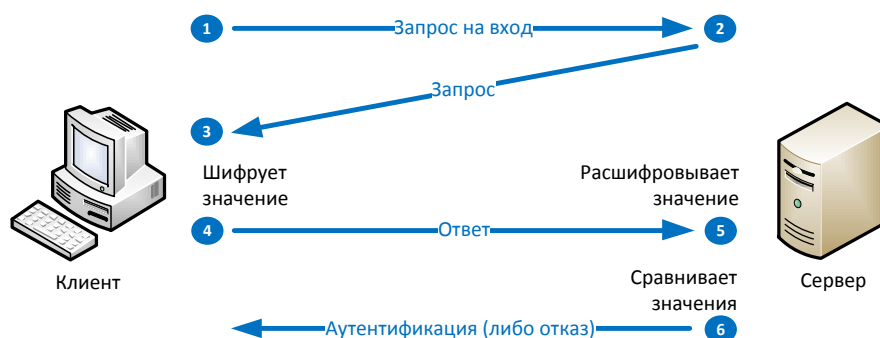 1 Запрос на вход 2
Запрос
3
Шифрует
значение
Расшифровывает
значение
4 Ответ 5
Клиент
Сравнивает
значения
Сервер
Аутентификация (либо отказ) 6